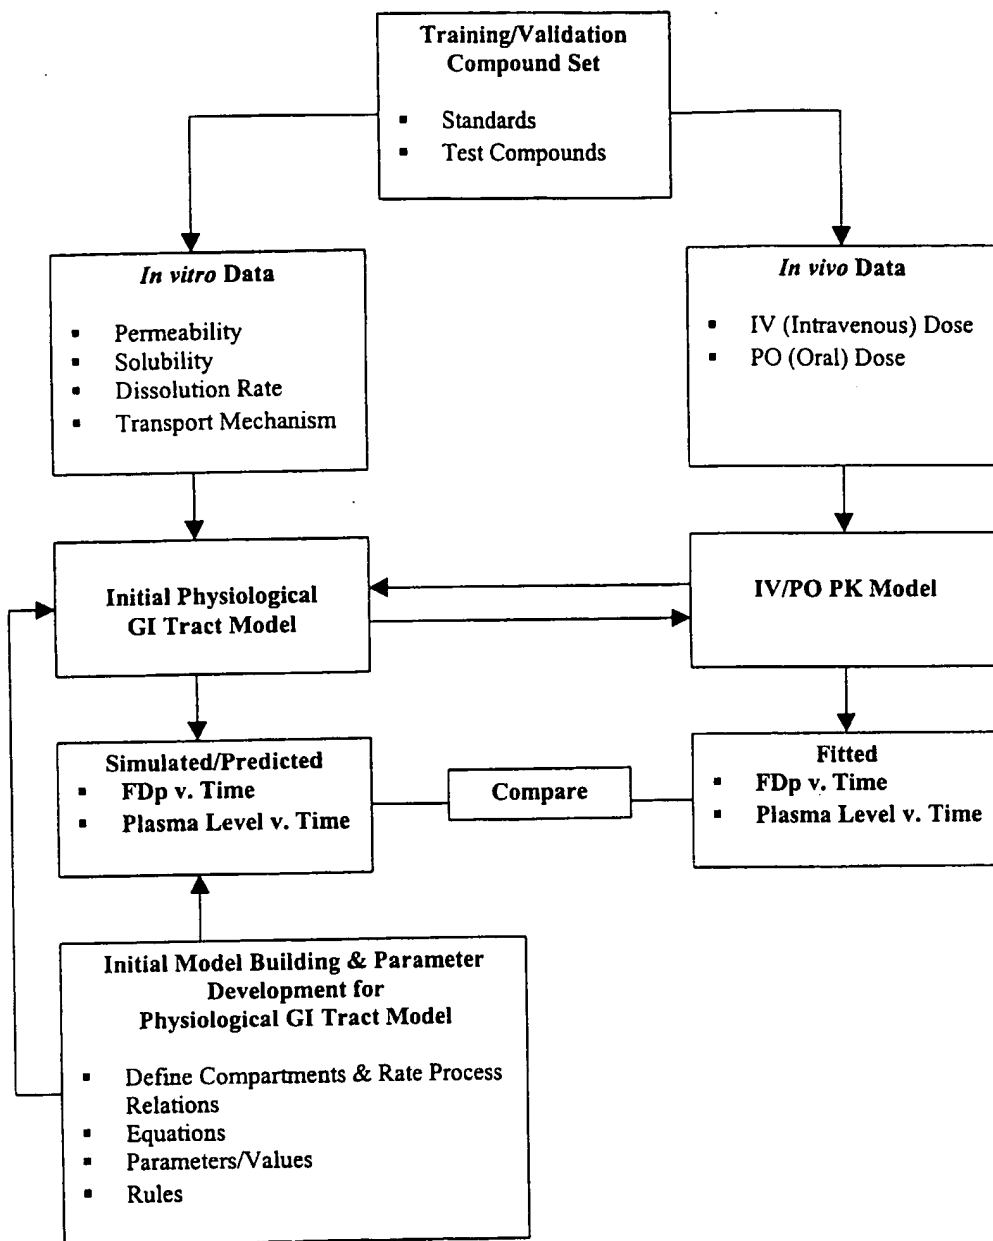 Training/Validation
Compound Set
▪ Standards
▪ Test Compounds
In vitro Data
▪ Permeability
▪ Solubility
▪ Dissolution Rate
▪ Transport Mechanism
In vivo Data
▪ IV (Intravenous) Dose
▪ PO (Oral) Dose
Initial Physiological
GI Tract Model
IV/PO PK Model
Simulated/Predicted
▪ FDp v. Time
▪ Plasma Level v. Time
Compare
Fitted
▪ FDp v. Time
▪ Plasma Level v. Time
Initial Model Building & Parameter
Development for
Physiological GI Tract Model
▪ Define Compartments & Rate Process
Relations
▪ Equations
▪ Parameters/Values
▪ Rules